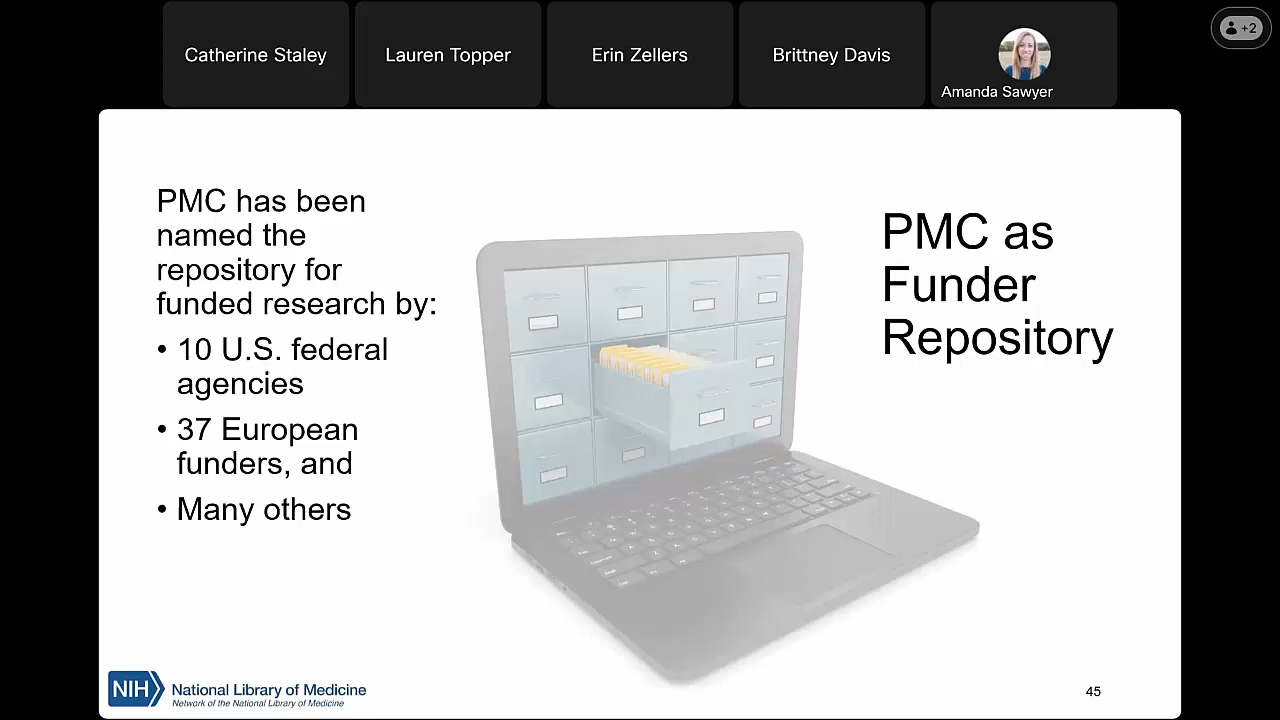 Catherine Staley
Lauren Topper
Erin Zellers
Brittney Davis
Amanda Sawyer
+2
PMC has been
named the
repository for
funded research by:
• 10 U.S. federal
agencies
• 37 European
funders, and
• Many others
PMC as
Funder
Repository
NIH
National Library of Medicine
Network of the National Library of Medicine
45